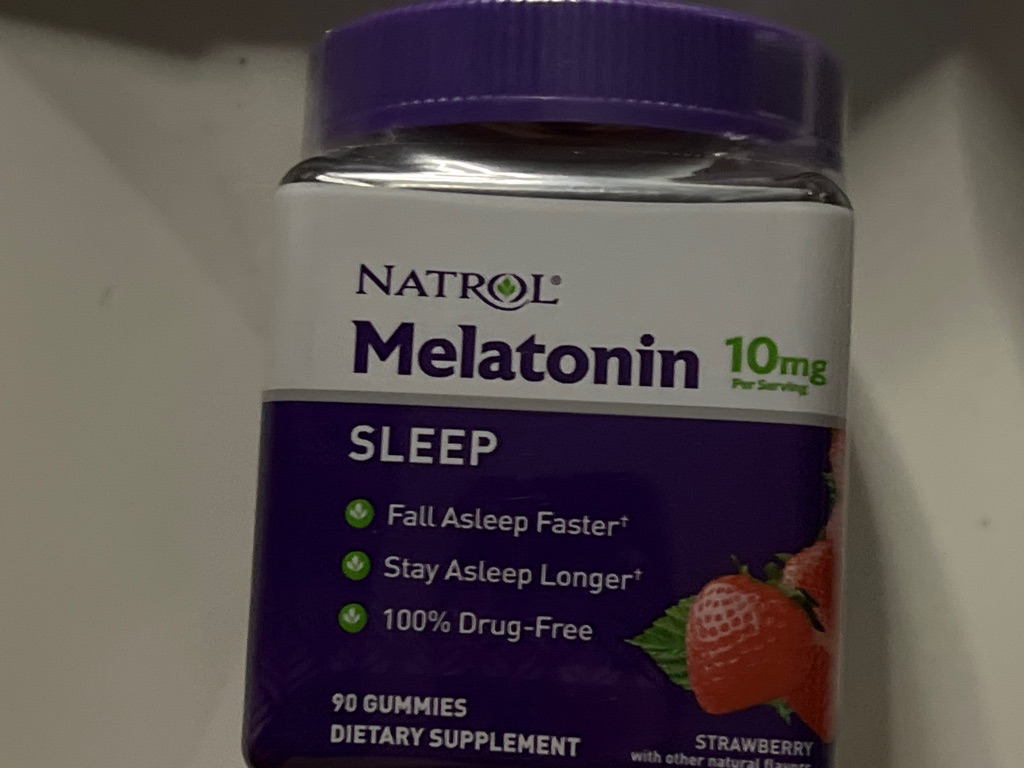 NATROL®
Melatonin 10mg
Per Serving
SLEEP
Fall Asleep Faster†
Stay Asleep Longer†
100% Drug-Free
90 GUMMIES
DIETARY SUPPLEMENT
STRAWBERRY
with other natural flavors